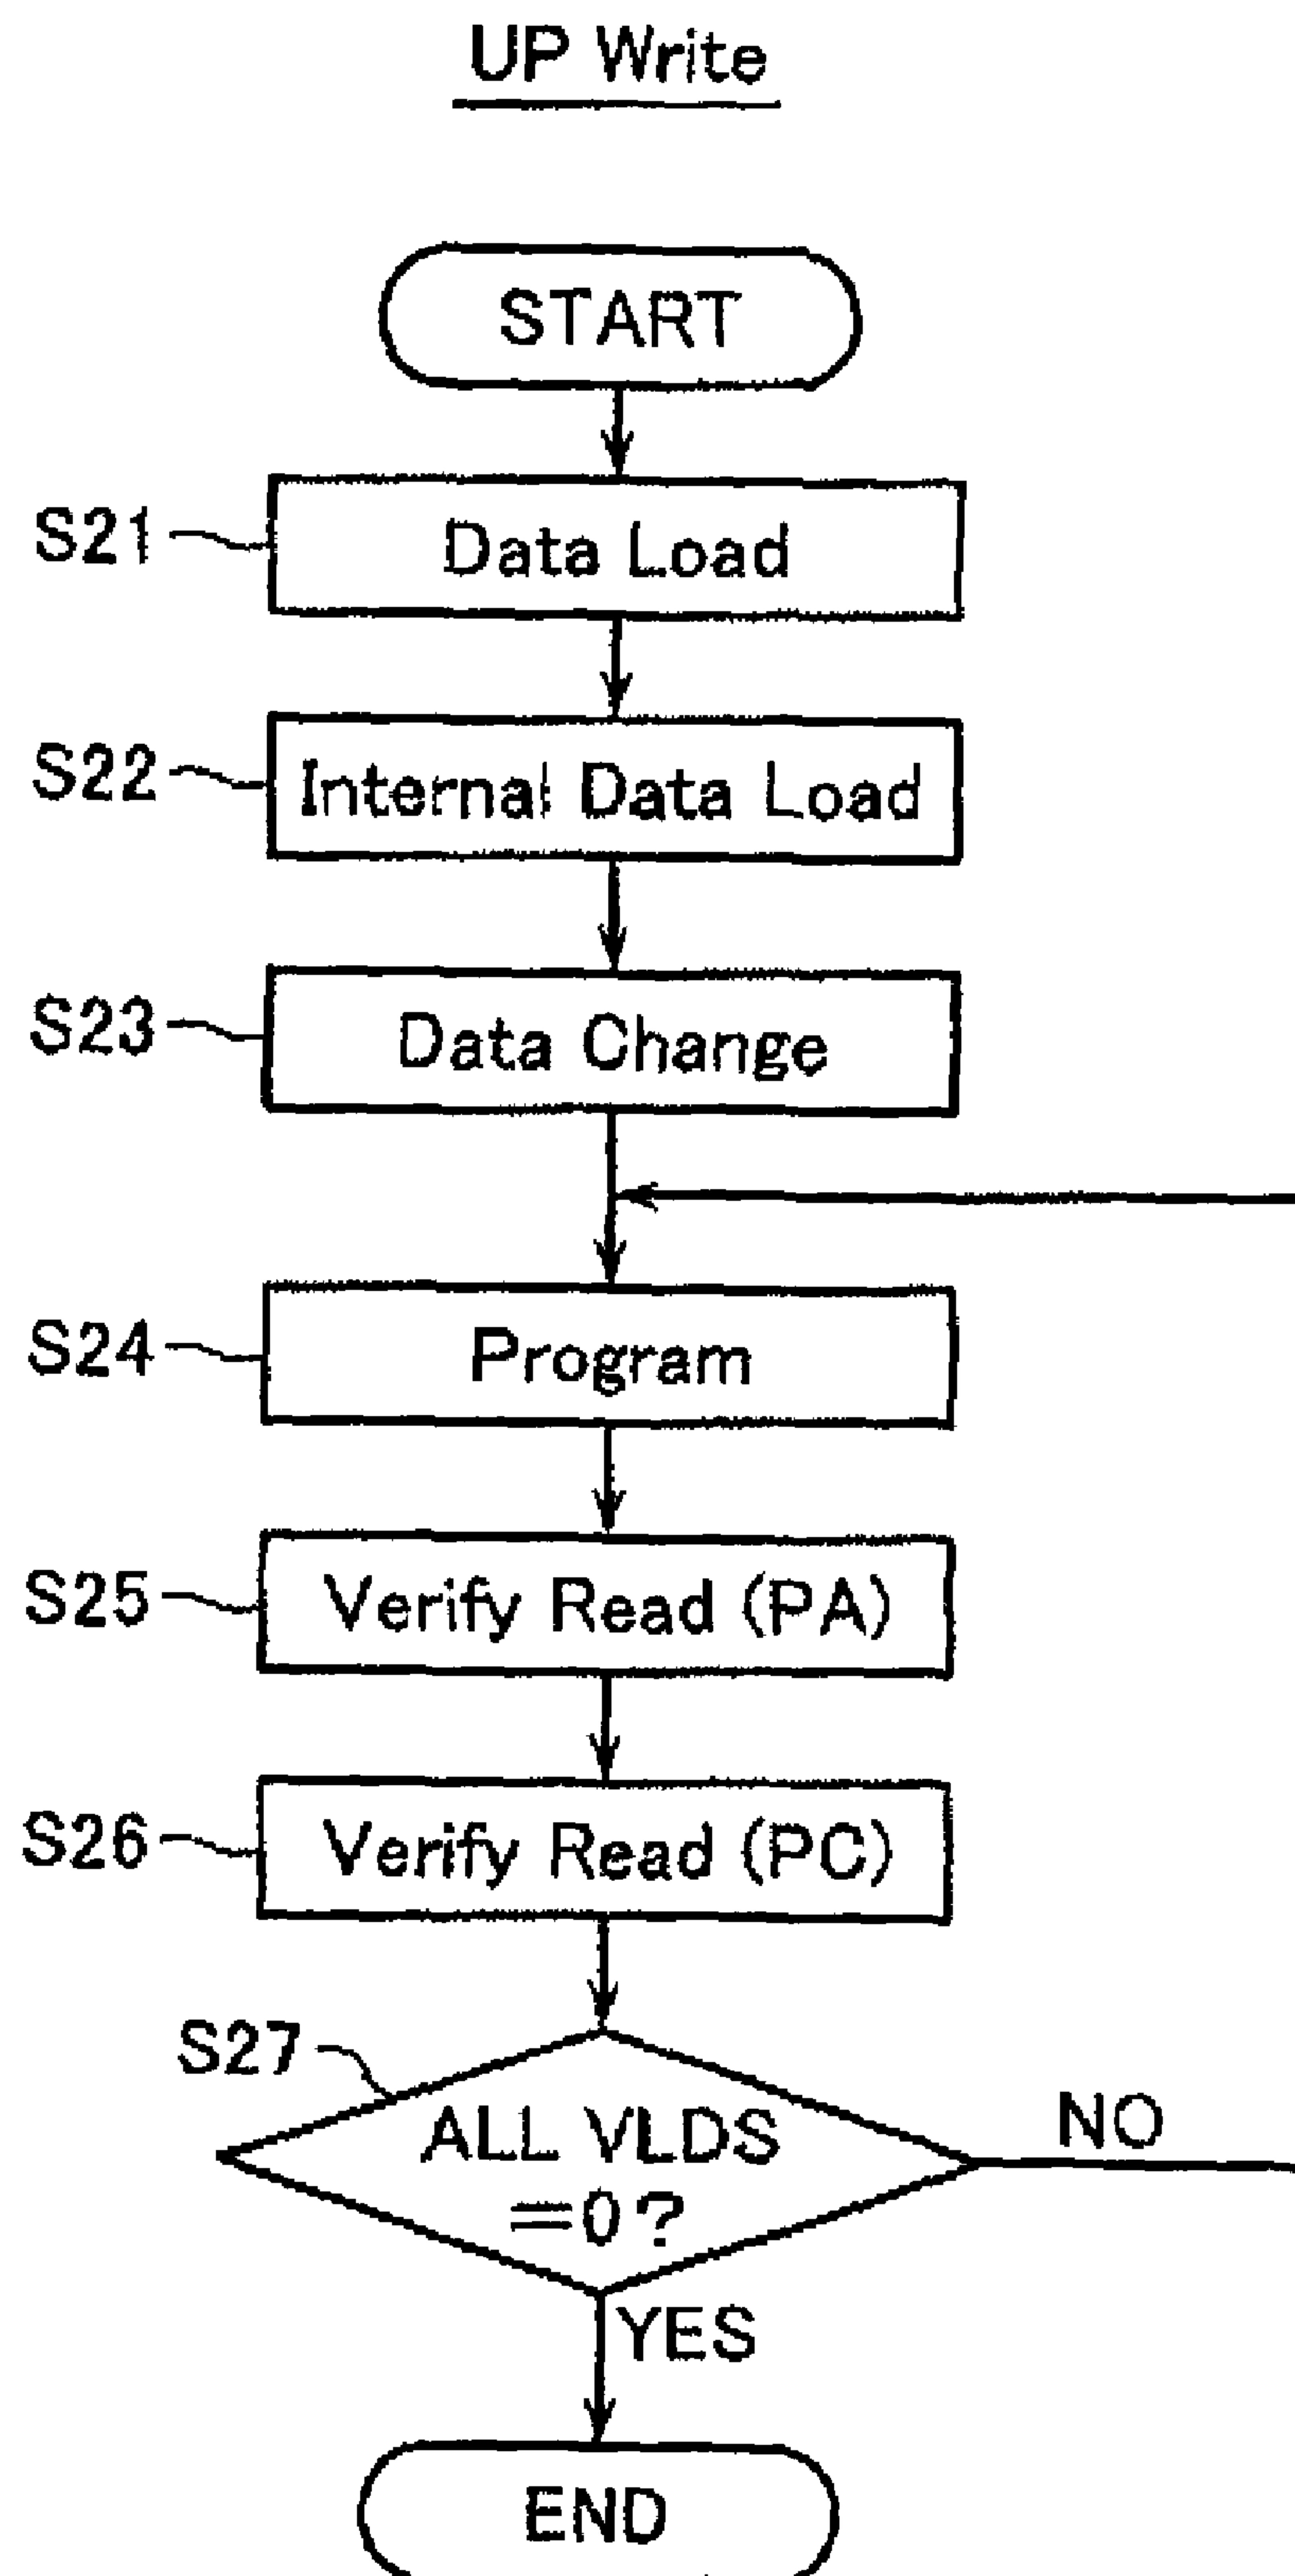 UP Write
START
S21
Data Load
S22
Internal Data Load
S23
Data Change
S24
Program
S25
Verify Read (PA)
S26
Verify Read (PC)
S27
ALL VLDS
=0?
NO
YES
END